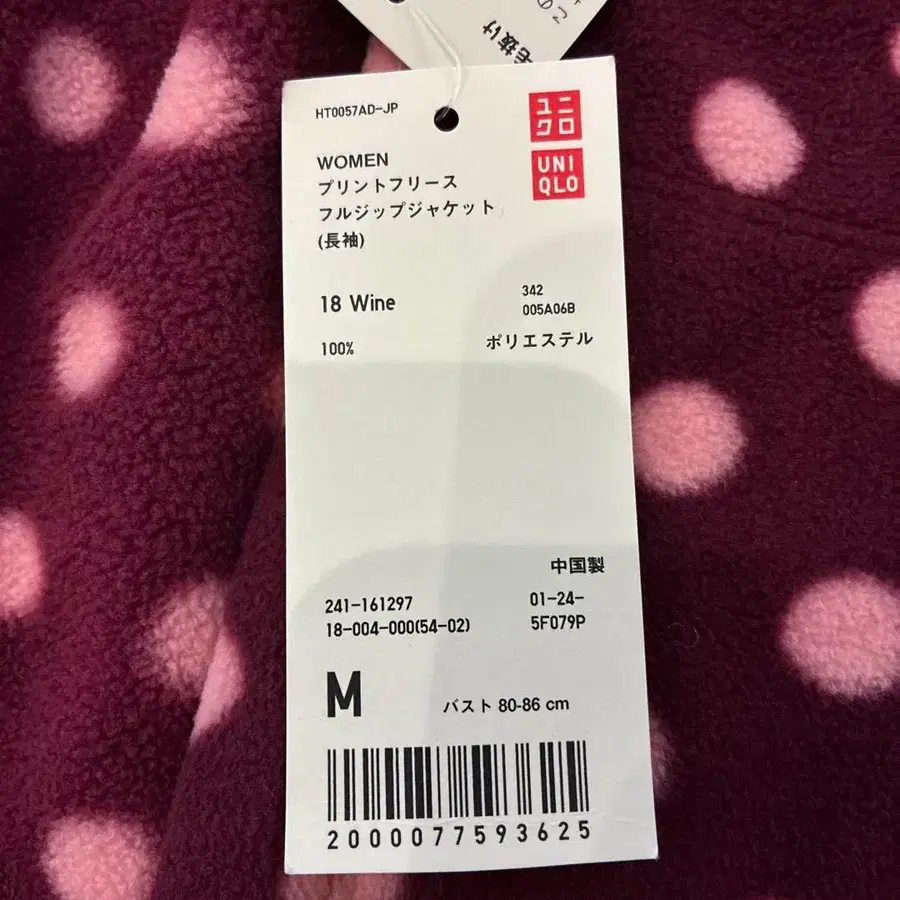 毛抜け
HT0057AD-JP
ユニ
クロ
UNI
QLO
WOMEN
プリントフリース
フルジップジャケット
(長袖)
18 Wine
342
005A06B
100%
ポリエステル
中国製
241-161297
01-24-
18-004-000(54-02)
5F079P
M
バスト 80-86 cm
2000077593625